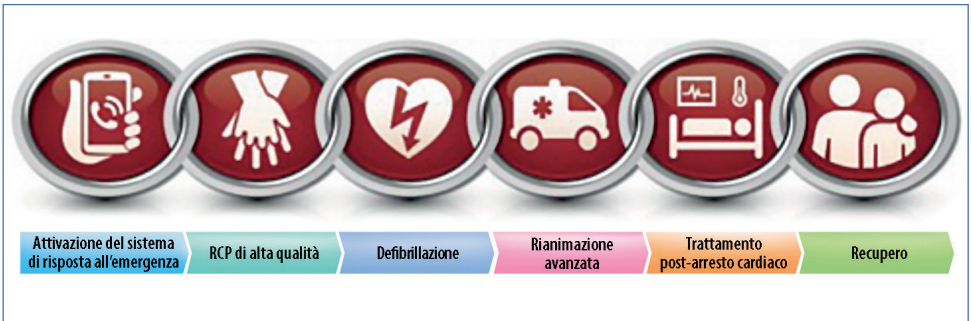 Attivazione del sistema
di risposta all'emergenza
RCP di alta qualità
Defibrillazione
Rianimazione
avanzata
Trattamento
post-arresto cardiaco
Recupero